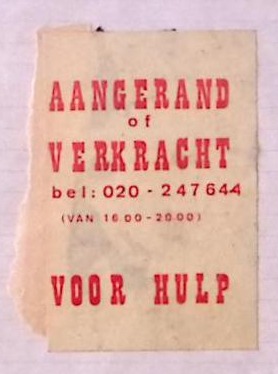 AANGERAND
of
VERKRACHT
bel: 020 - 247644
(VAN 16.00-20.00)
VOOR HULP